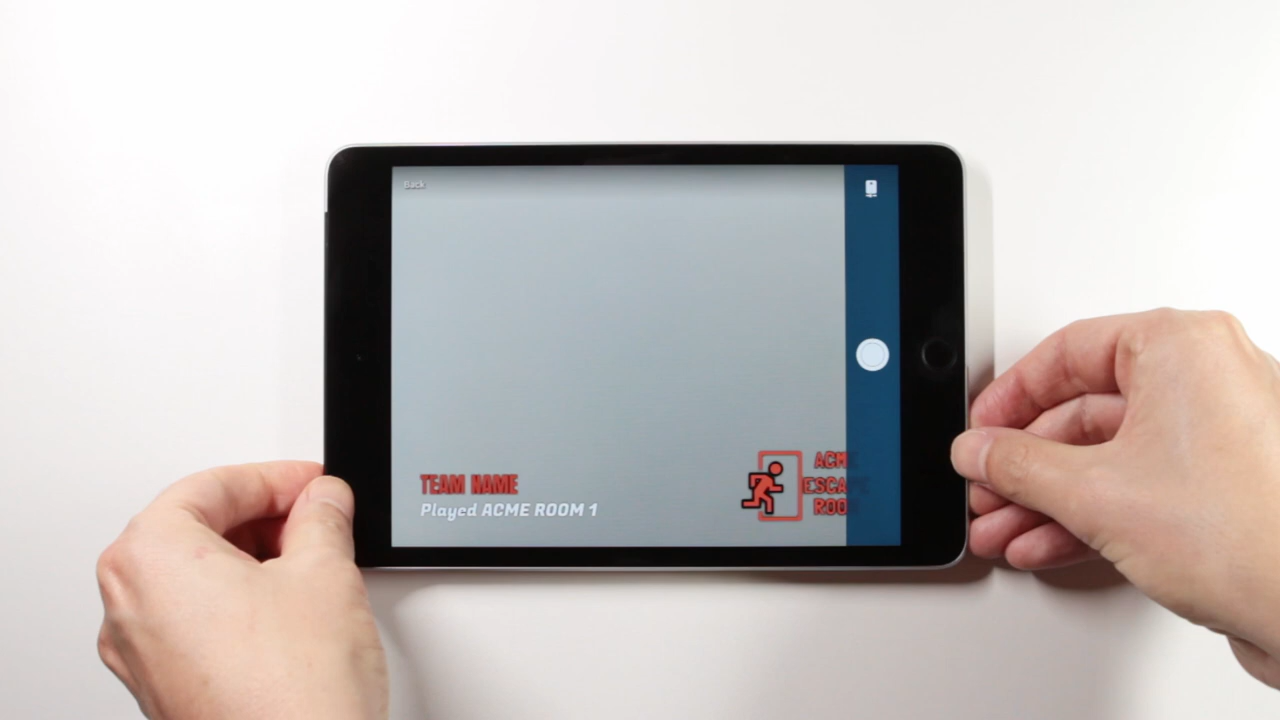 Back
TEAM NAME
Played ACME ROOM 1
ACME
ESCAPE
ROOM